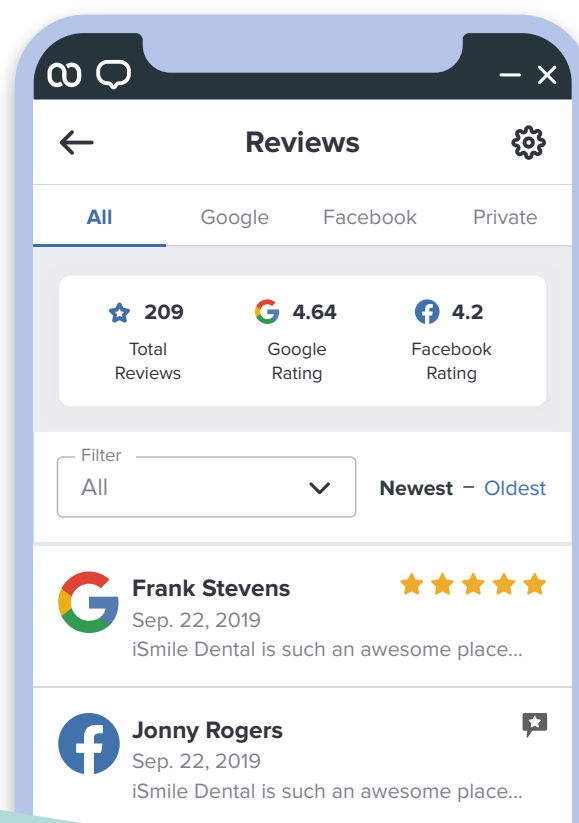 Reviews
All Google Facebook Private
209 4.64 4.2
Total Google Facebook
Reviews Rating Rating
Filter
All Newest – Oldest
Frank Stevens
Sep. 22, 2019
iSmile Dental is such an awesome place...
Jonny Rogers
Sep. 22, 2019
iSmile Dental is such an awesome place...